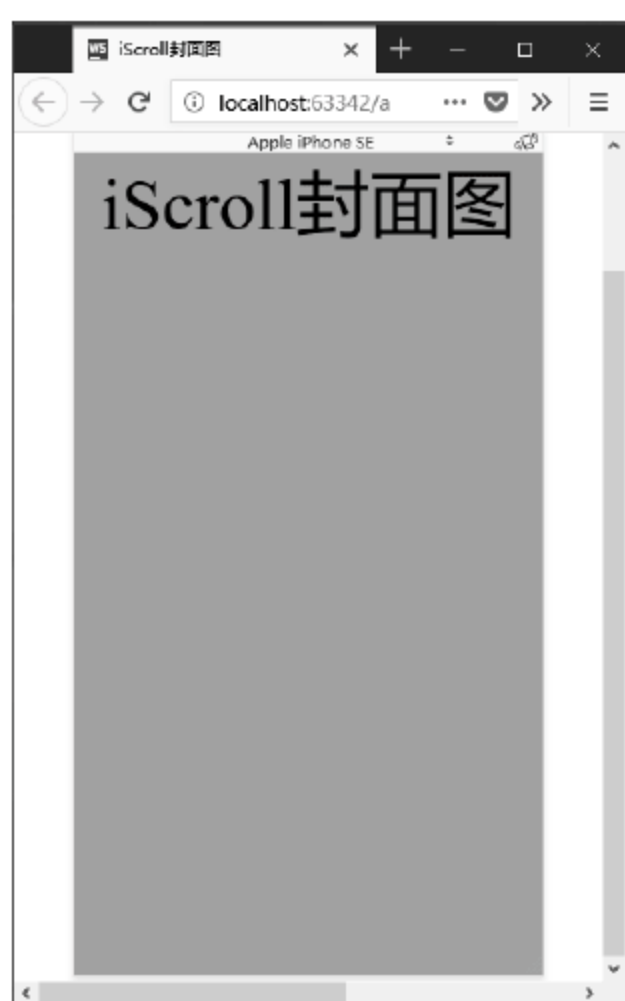 WS iScroll封面图
localhost:63342/a
Apple iPhone SE
iScroll封面图